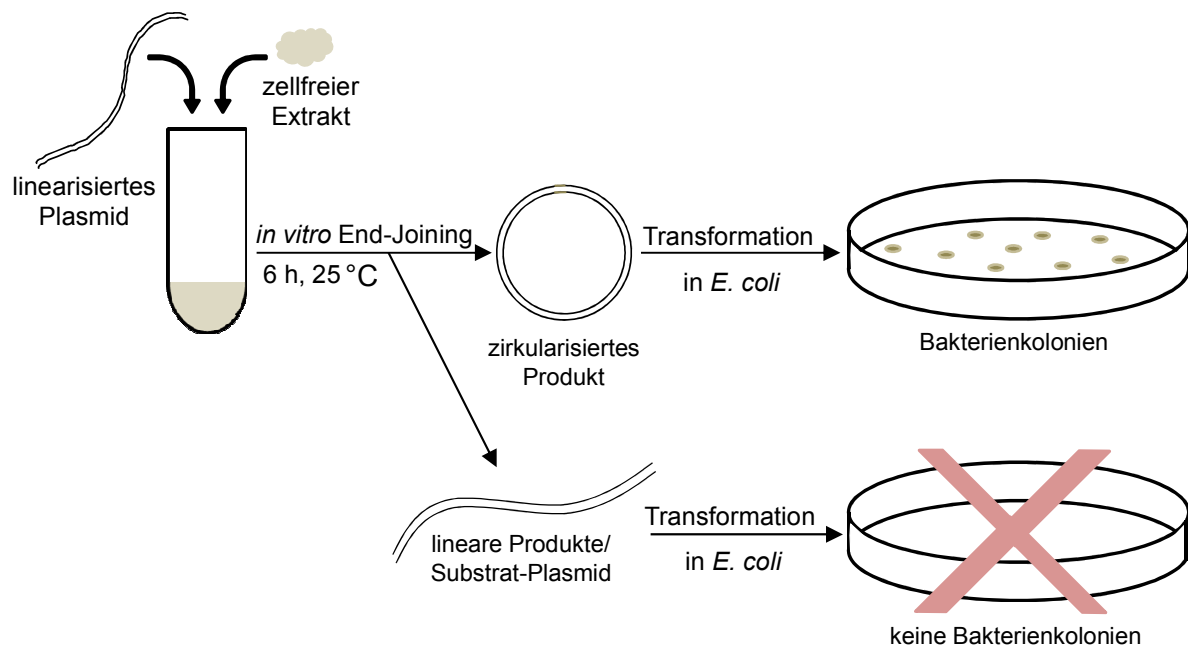 zellfreier
Extrakt
linearisiertes
Plasmid
in vitro End-Joining
6 h, 25 °C
zirkularisiertes
Produkt
Transformation
in E. coli
Bakterienkolonien
lineare Produkte/
Substrat-Plasmid
Transformation
in E. coli
keine Bakterienkolonien